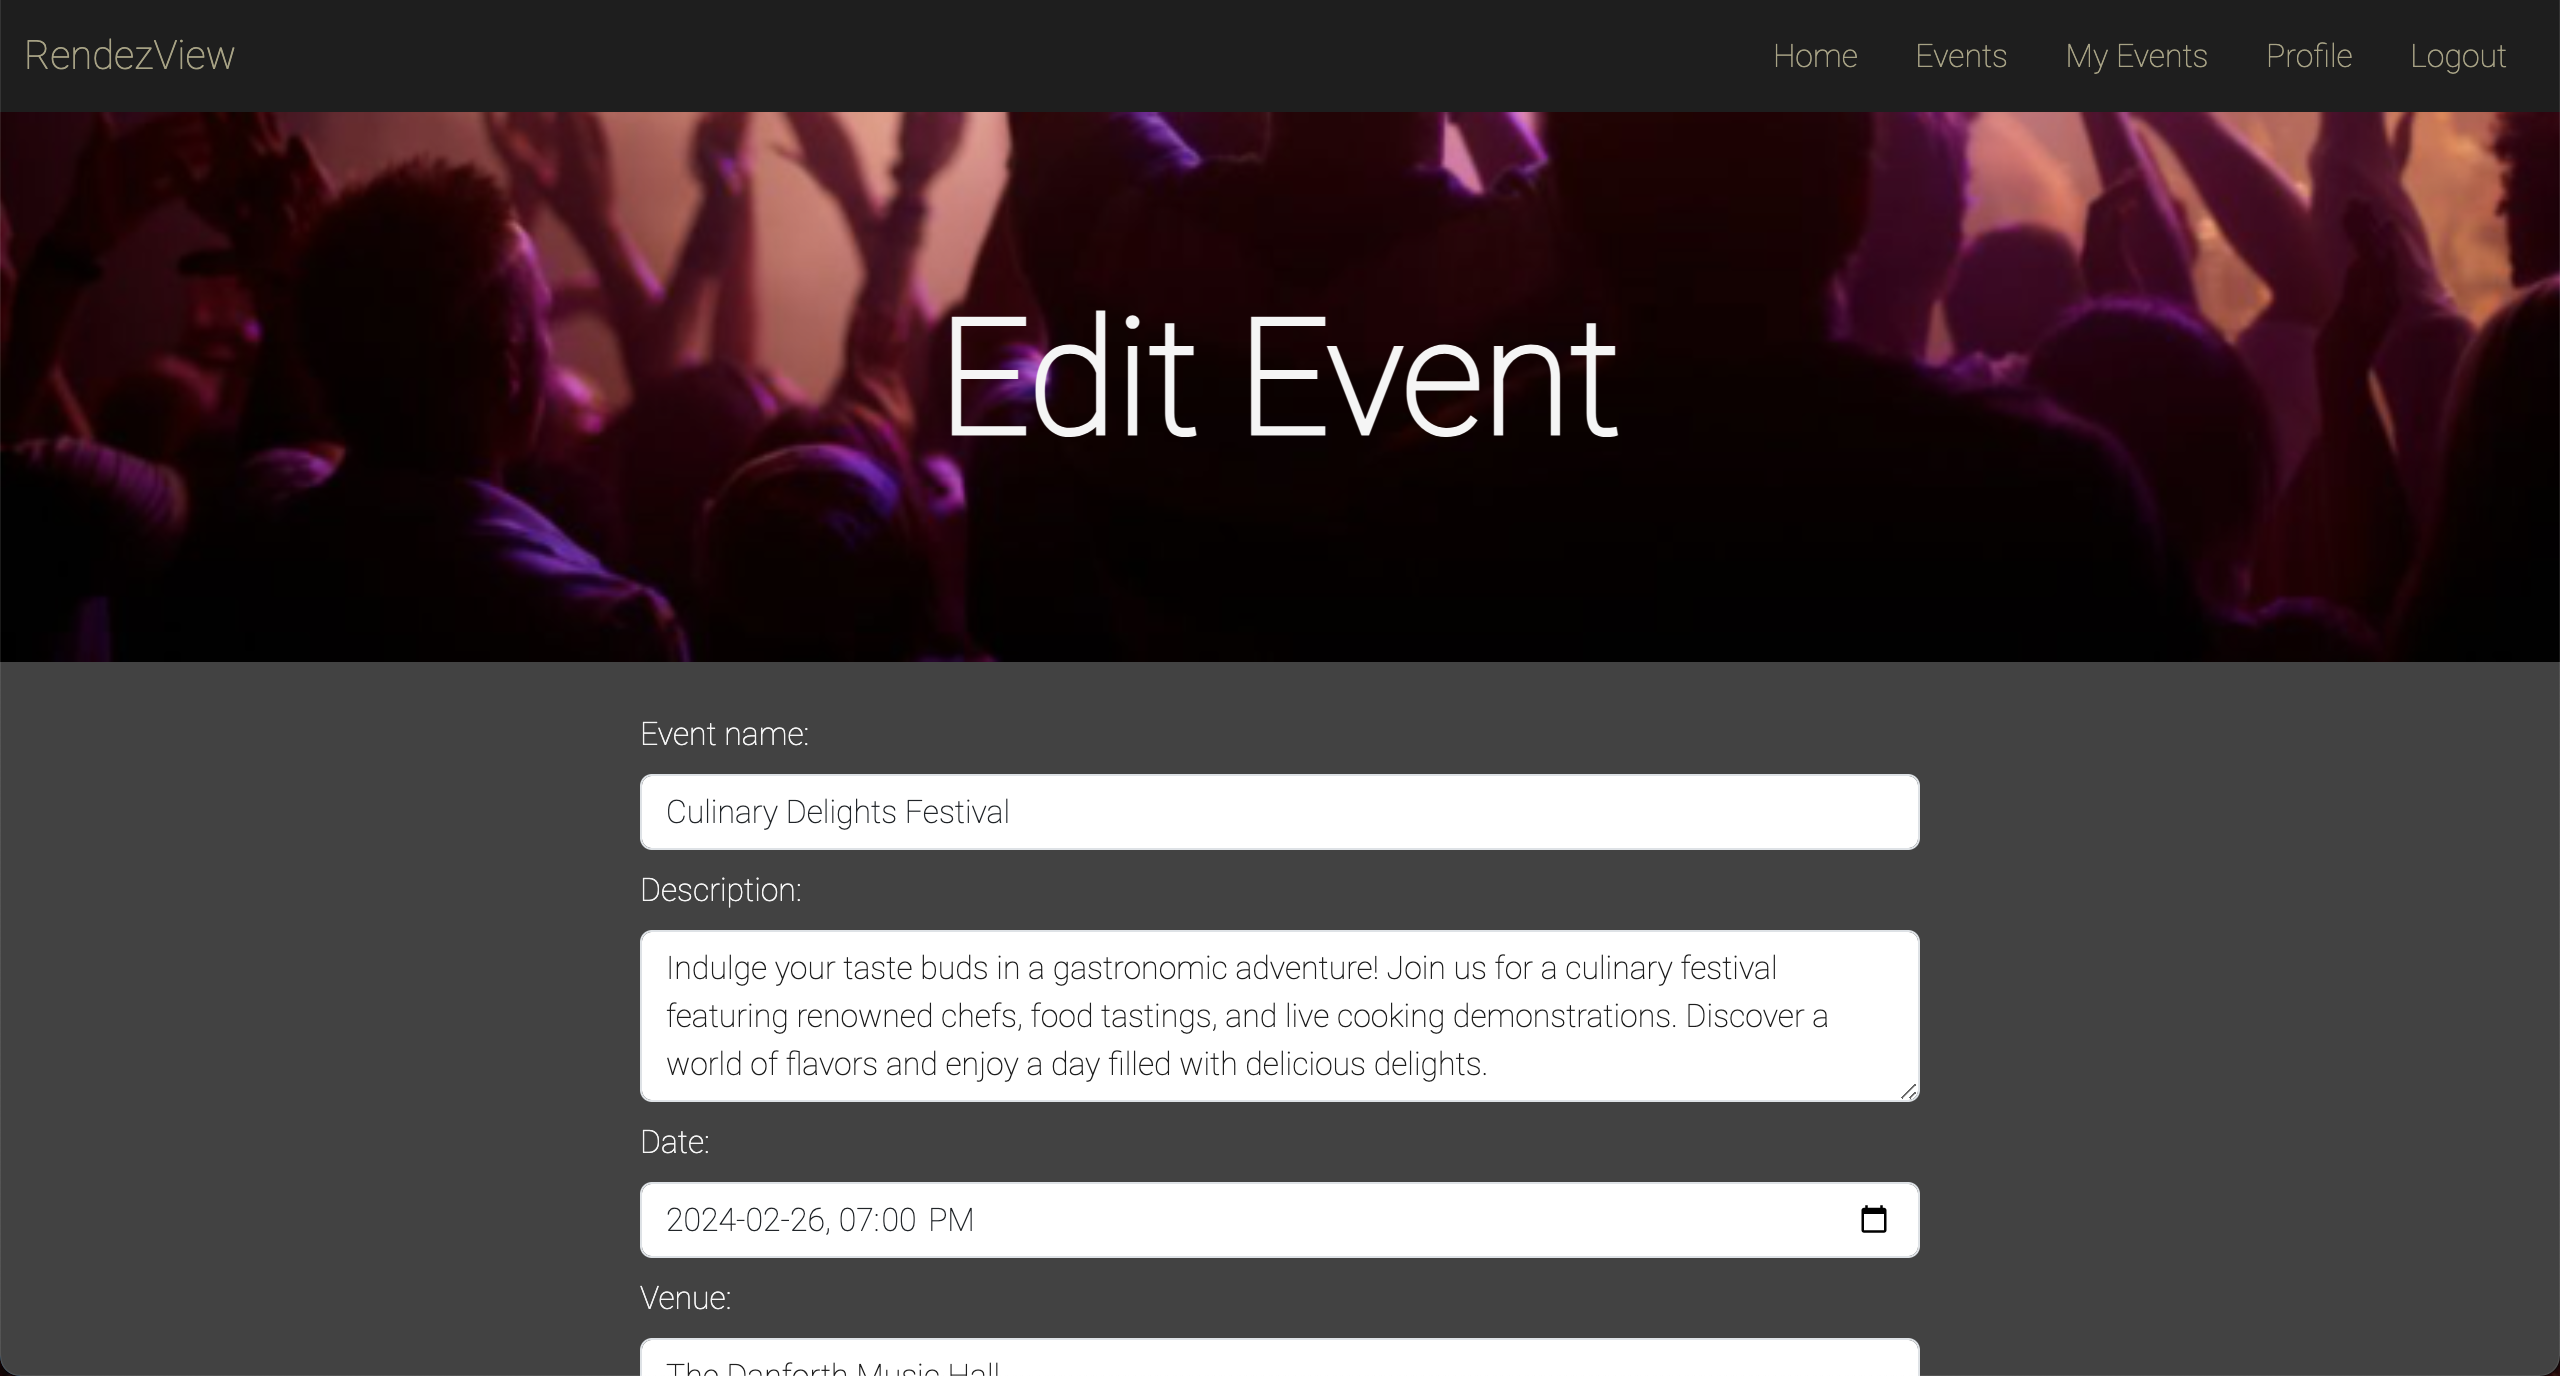 RendezView
Home Events My Events Profile Logout
Edit Event
Event name:
Culinary Delights Festival
Description:
Indulge your taste buds in a gastronomic adventure! Join us for a culinary festival
featuring renowned chefs, food tastings, and live cooking demonstrations. Discover a
world of flavors and enjoy a day filled with delicious delights.
Date:
2024-02-26, 07:00 PM
Venue:
The Danforth Music Hall